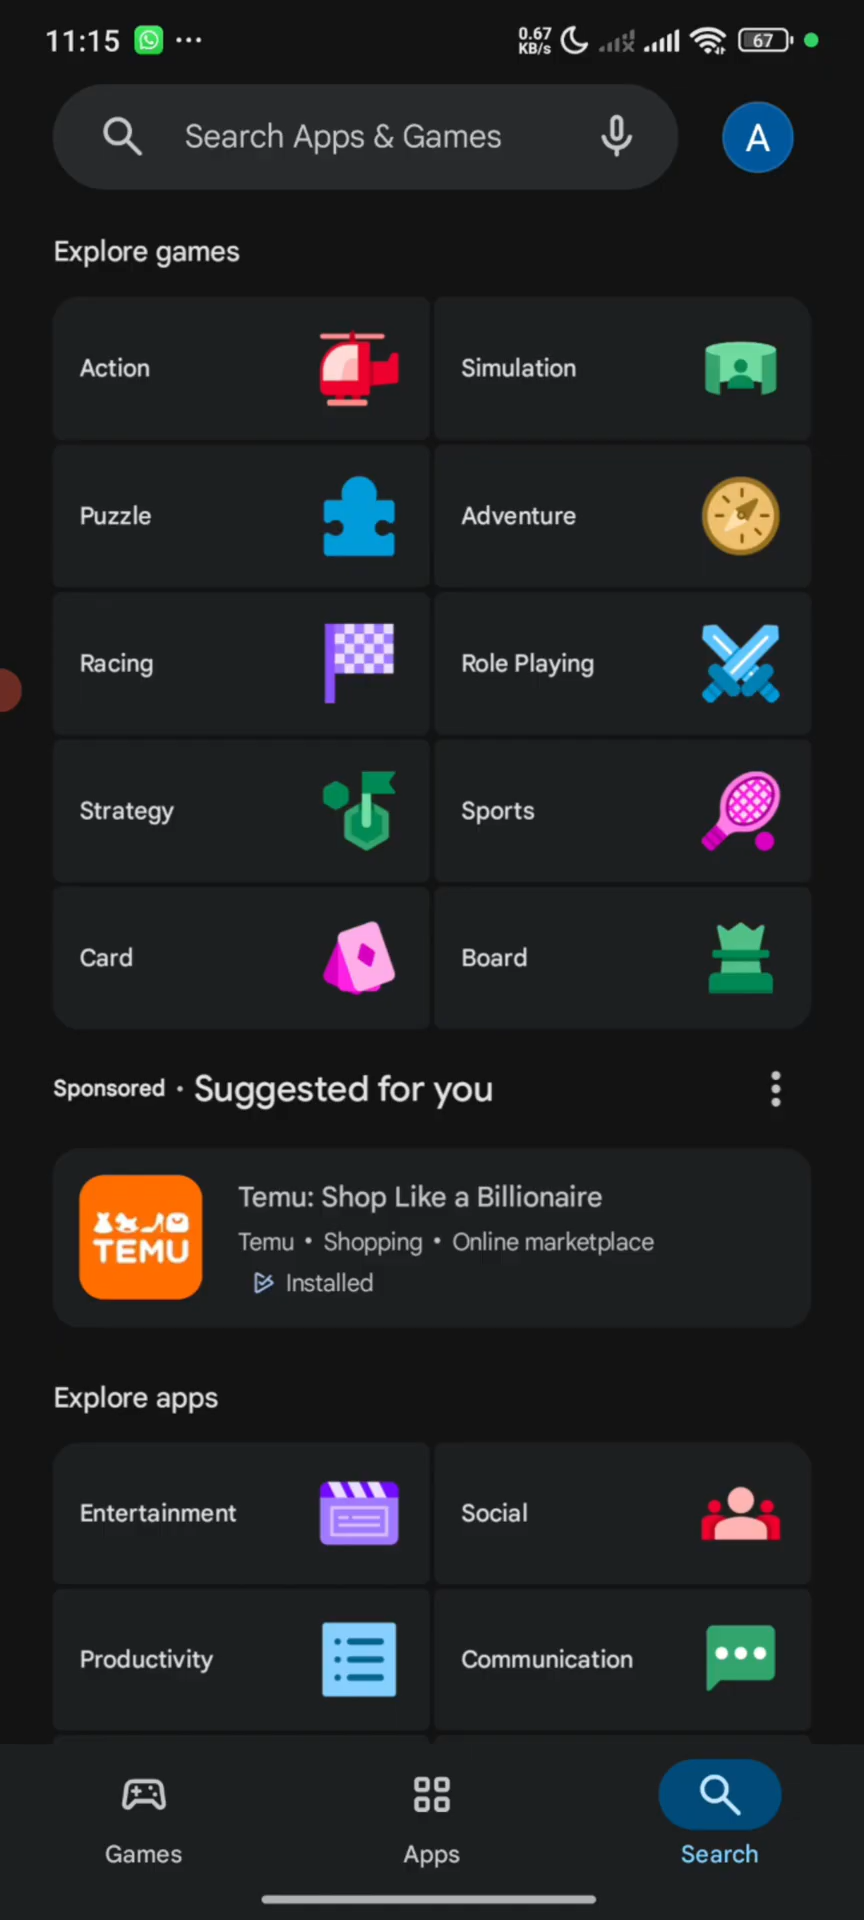 11:15 ... 0.67 KB/s 67
Search Apps & Games A
Explore games
Action Simulation
Puzzle Adventure
Racing Role Playing
Strategy Sports
Card Board
Sponsored · Suggested for you
TEMU
Temu: Shop Like a Billionaire
Temu • Shopping • Online marketplace
Installed
Explore apps
Entertainment Social
Productivity Communication
Games Apps Search